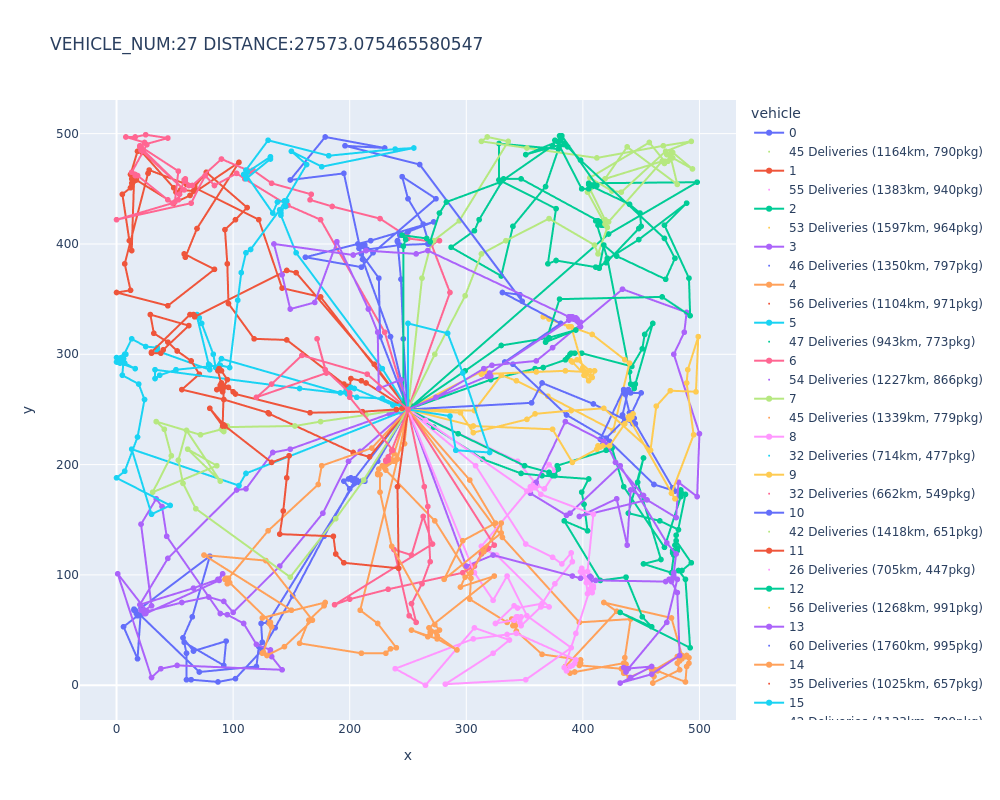 VEHICLE_NUM:27 DISTANCE:27573.075465580547
vehicle
0
45 Deliveries (1164km, 790pkg)
1
55 Deliveries (1383km, 940pkg)
2
53 Deliveries (1597km, 964pkg)
3
46 Deliveries (1350km, 797pkg)
4
56 Deliveries (1104km, 971pkg)
5
47 Deliveries (943km, 773pkg)
6
54 Deliveries (1227km, 866pkg)
7
45 Deliveries (1339km, 779pkg)
8
32 Deliveries (714km, 477pkg)
9
32 Deliveries (662km, 549pkg)
10
42 Deliveries (1418km, 651pkg)
11
26 Deliveries (705km, 447pkg)
12
56 Deliveries (1268km, 991pkg)
13
60 Deliveries (1760km, 995pkg)
14
35 Deliveries (1025km, 657pkg)
15
500
400
300
200
100
0
y
0 100 200 300 400 500
x